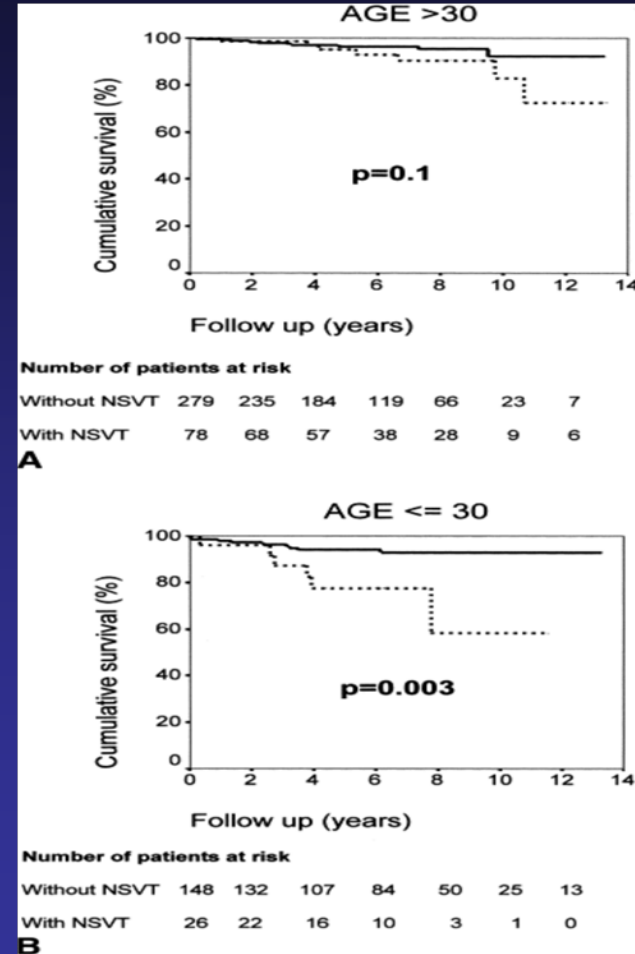 AGE >30
100
80
60
40
20
0
Cumulative survival (%)
p=0.1
0 2 4 6 8 10 12 14
Follow up (years)
Number of patients at risk
Without NSVT 279 235 184 119 66 23 7
With NSVT 78 68 57 38 28 9 6
A
AGE <= 30
100
80
60
40
20
0
Cumulative survival (%)
p=0.003
0 2 4 6 8 10 12 14
Follow up (years)
Number of patients at risk
Without NSVT 148 132 107 84 50 25 13
With NSVT 26 22 16 10 3 1 0
B